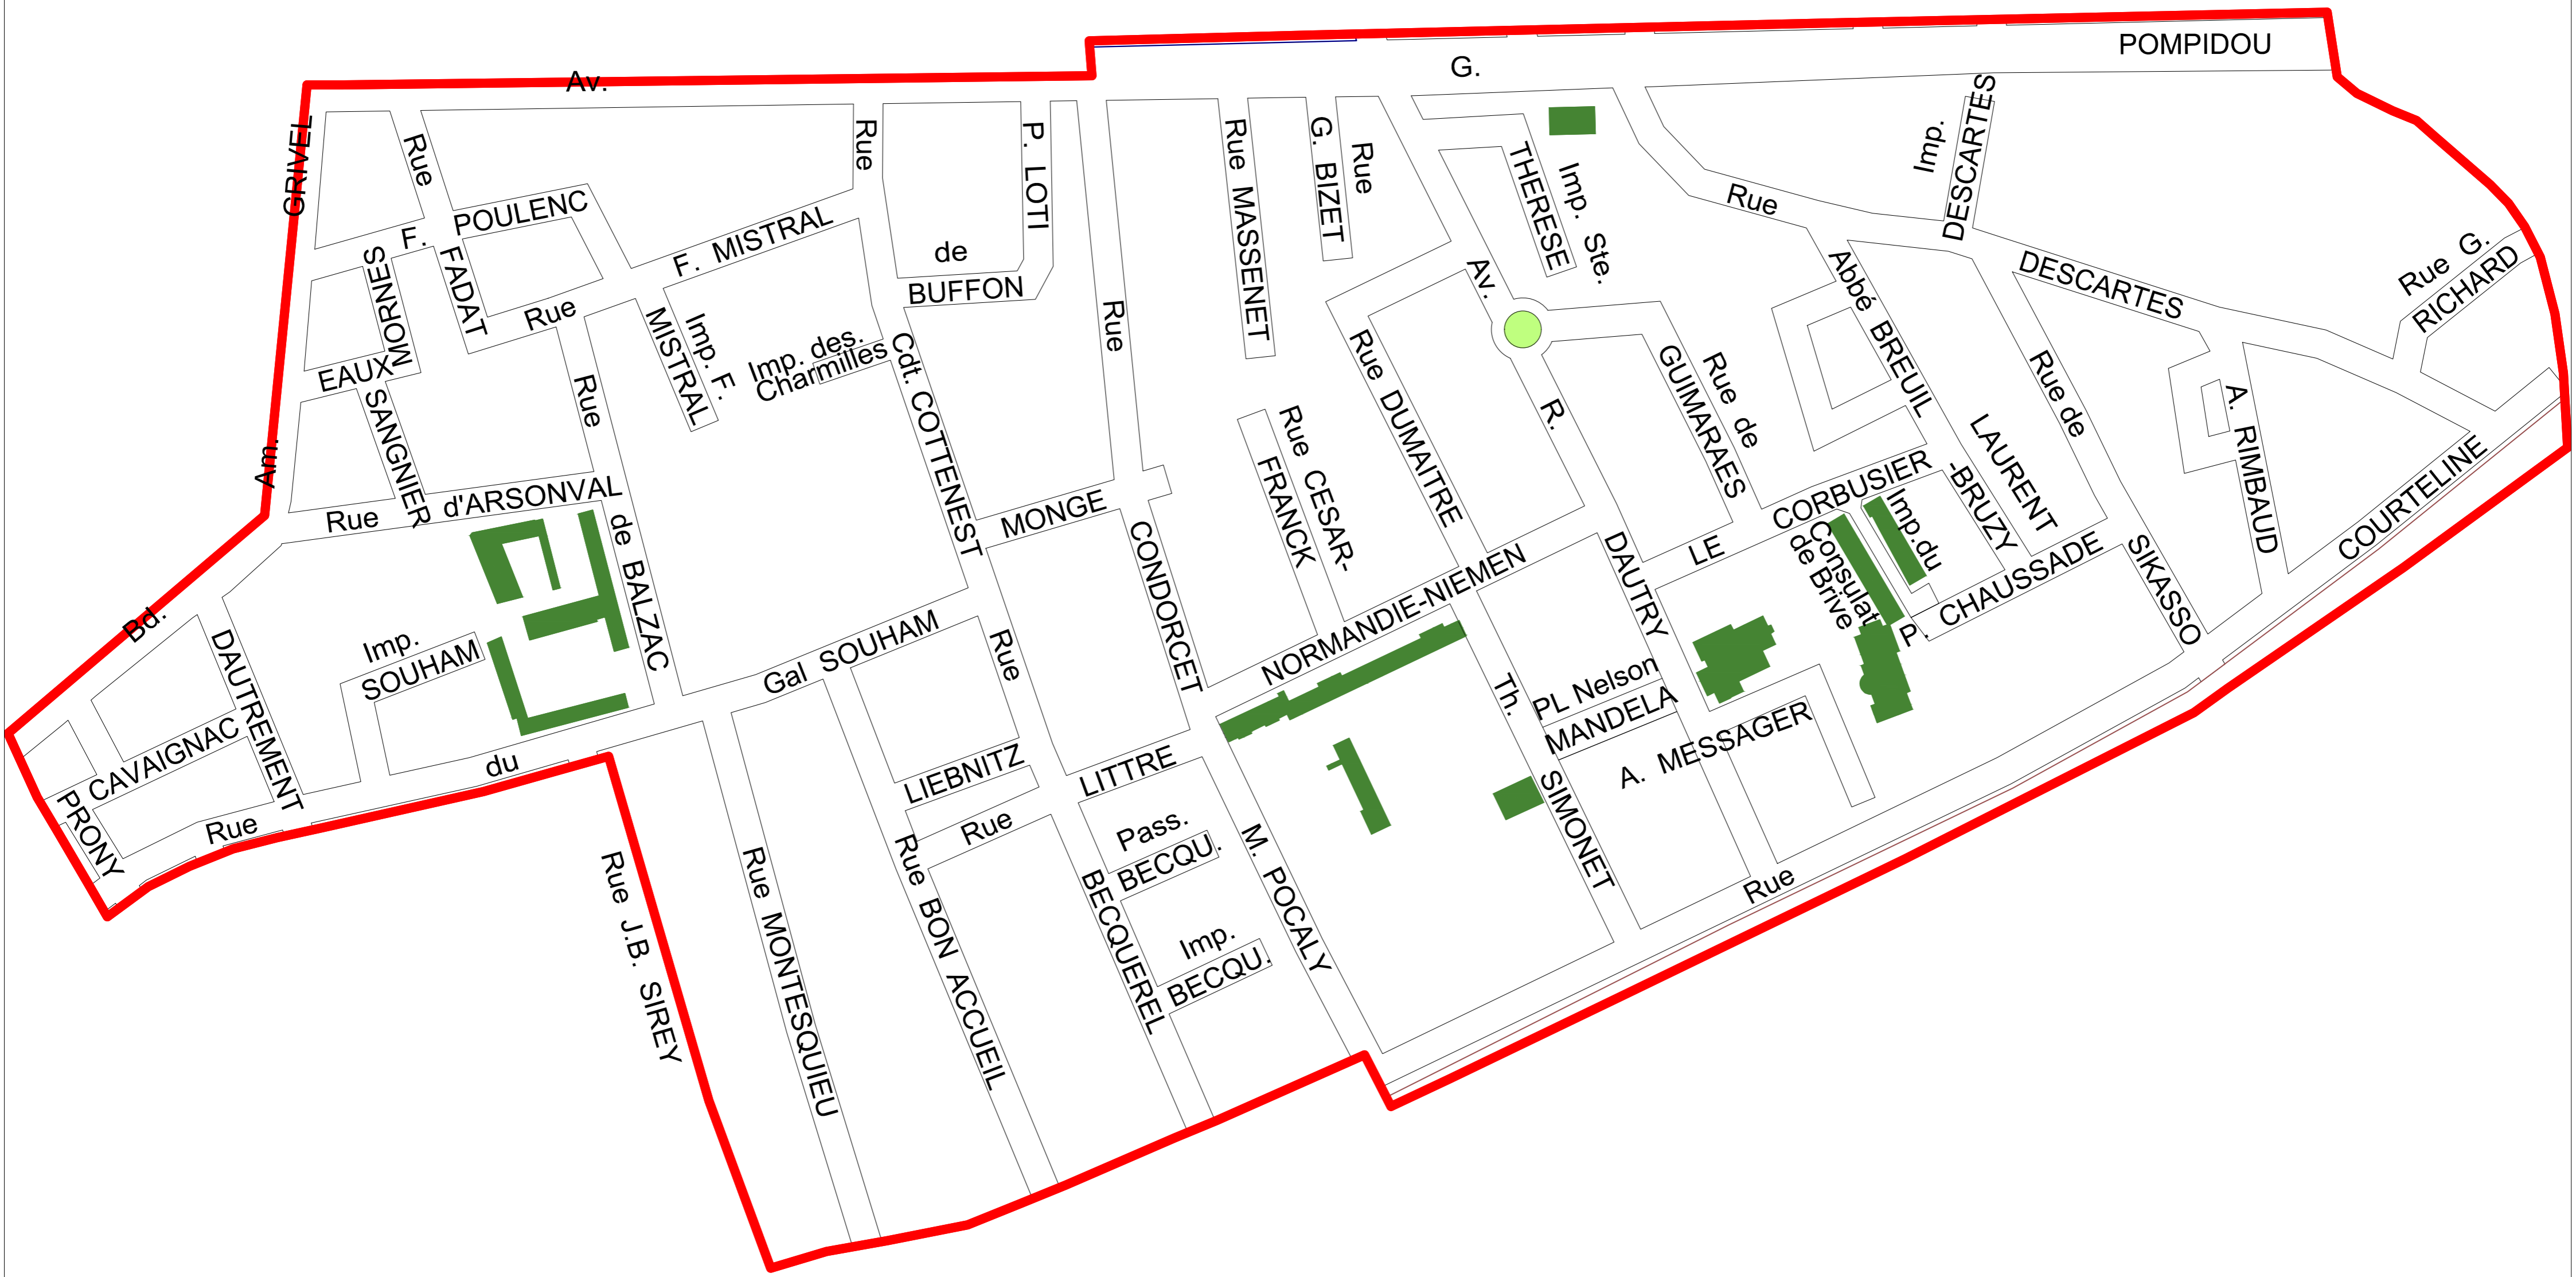 Av.
G.
POMPIDOU
GRIVEL
Am.
Bd.
Rue
FADAT
F.
POULENC
MORNES
EAUX
SANGNIER
Rue
F. MISTRAL
Rue
Imp. F.
MISTRAL
Imp. des.
Charmilles
Rue
Cdt. COTTENEST
de
BUFFON
P. LOTI
Rue
CONDORCET
Rue MASSENET
G. BIZET
Rue
Imp. Ste.
THERESE
Av.
R.
DAUTRY
Rue DUMAITRE
Rue CESAR-
FRANCK
Rue de
GUIMARAES
Rue
DESCARTES
Imp.
DESCARTES
Abbé BREUIL
Rue de
SIKASSO
LAURENT
-BRUZY
Rue G.
RICHARD
A. RIMBAUD
COURTELINE
Rue
d'ARSONVAL
de BALZAC
MONGE
LE
CORBUSIER
Imp.du
Consulat
de Brive
P. CHAUSSADE
NORMANDIE-NIEMEN
DAUTREMENT
Imp.
SOUHAM
Gal SOUHAM
Rue
CAVAIGNAC
PRONY
Rue
du
LIEBNITZ
Rue
LITTRE
Pass.
BECQU.
Imp.
BECQU.
BECQUEREL
M. POCALY
Th.
SIMONET
PL Nelson
MANDELA
A. MESSAGER
Rue
Rue J.B. SIREY
Rue MONTESQUIEU
Rue BON ACCUEIL